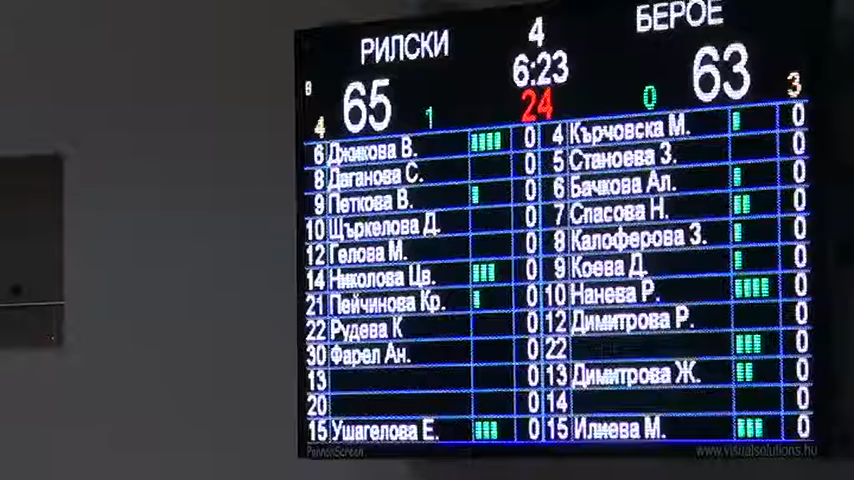 РИЛСКИ 4 БЕРОЕ
6:23
65 1 24 0 63
4 3
6 Джикова В. 0 4 Кърчовска М. 0
8 Даганова С. 0 5 Станоева З. 0
9 Петкова В. 0 6 Бачкова Ал. 0
10 Щъркелова Д. 0 7 Спасова Н. 0
12 Гелова М. 0 8 Калоферова З. 0
14 Николова Цв. 0 9 Коева Д. 0
21 Пейчинова Кр. 0 10 Нанева Р. 0
22 Рудева К 0 12 Димитрова Р. 0
30 Фарел Ан. 0 22 0
13 0 13 Димитрова Ж. 0
20 0 14 0
15 Ушагелова Е. 0 15 Илиева М. 0
www.visualsolutions.hu